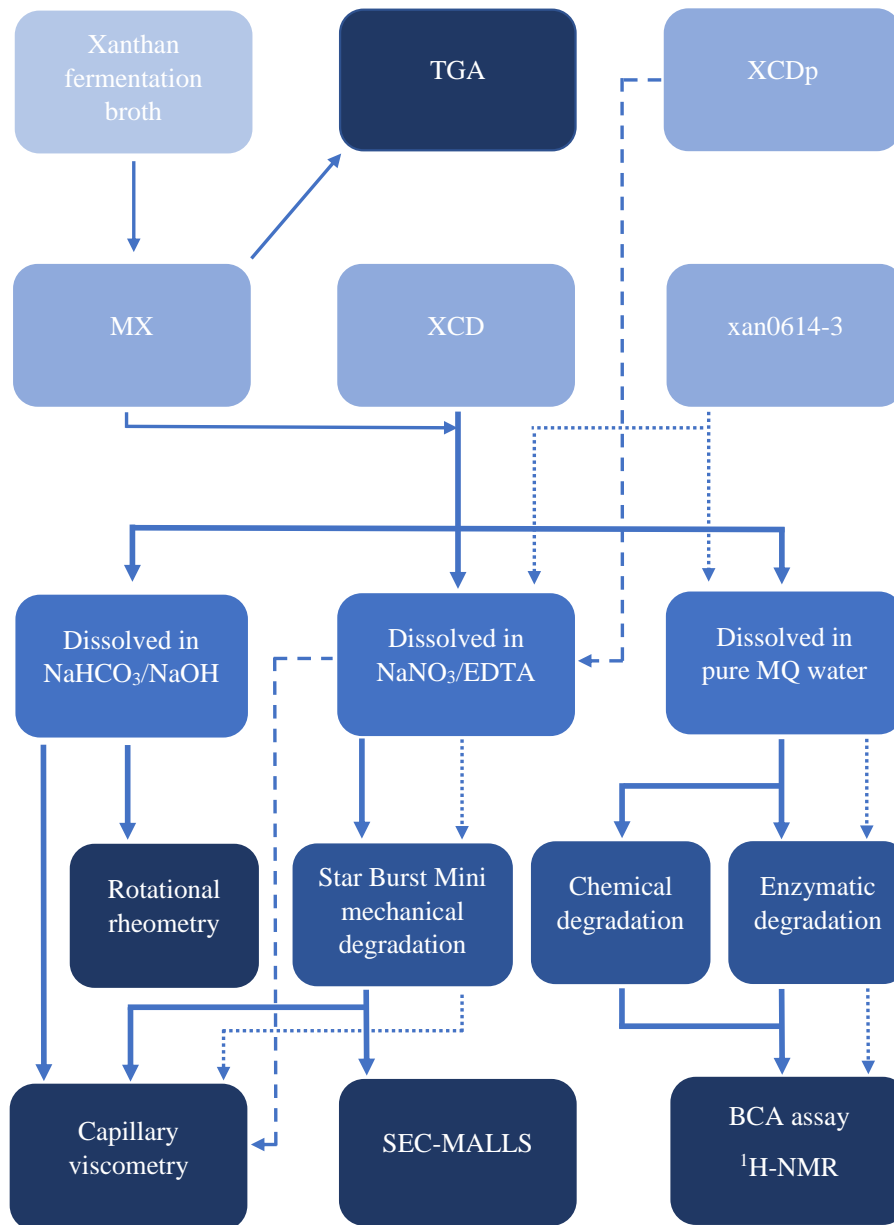 Xanthan
fermentation
broth
TGA
XCDp
MX
XCD
xan0614-3
Dissolved in
NaHCO₃/NaOH
Dissolved in
NaNO₃/EDTA
Dissolved in
pure MQ water
Rotational
rheometry
Star Burst Mini
mechanical
degradation
Chemical
degradation
Enzymatic
degradation
Capillary
viscometry
SEC-MALLS
BCA assay
¹H-NMR